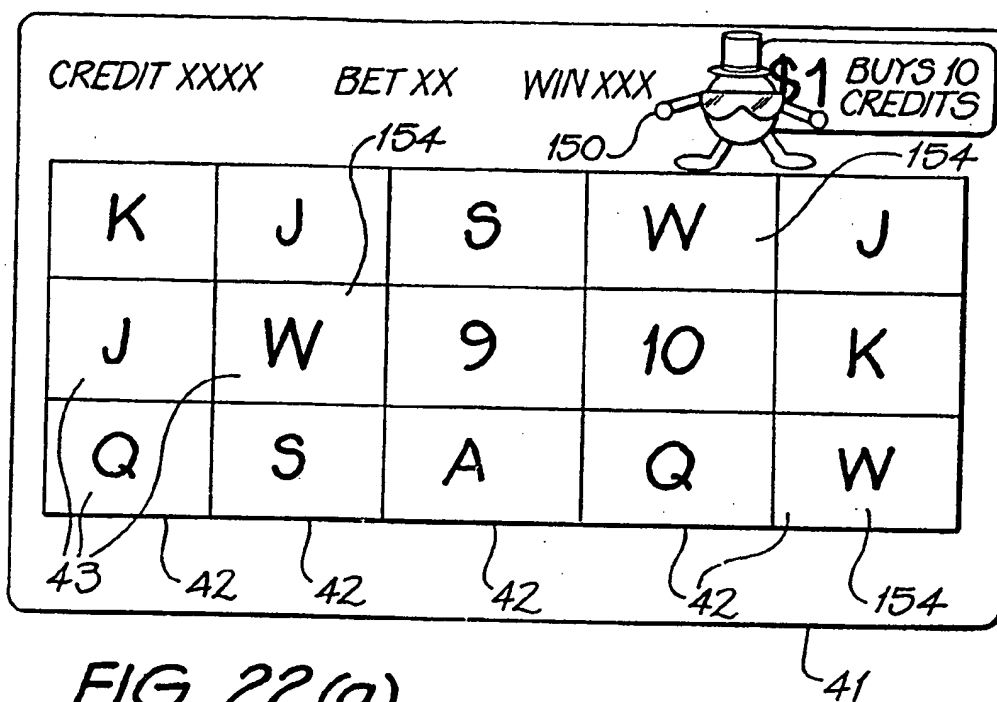 CREDIT XXXX BET XX WIN XXX $1 BUYS 10
CREDITS
154 150 154
K J S W J
J W 9 10 K
Q S A Q W
43 42 42 42 42 154
41
FIG. 22(a)